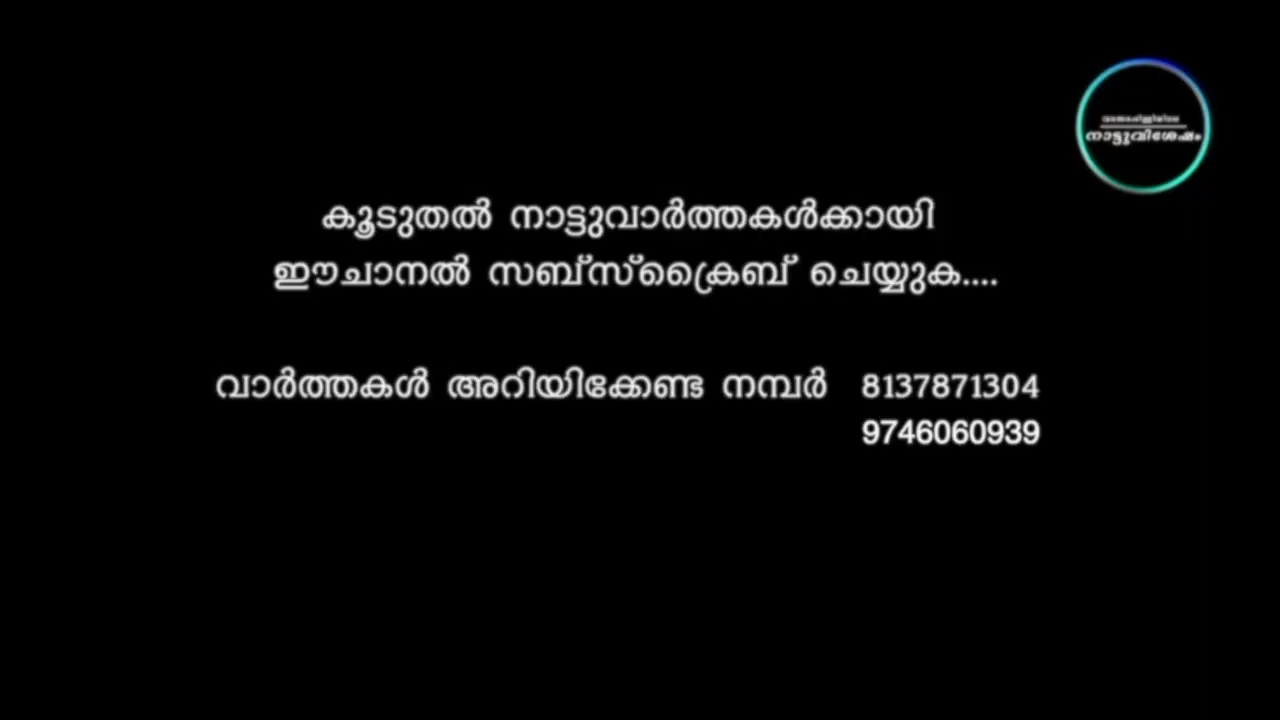 നാട്ടുവിശേഷം
കൂടുതൽ നാട്ടുവാർത്തകൾക്കായി
ഈചാനൽ സബ്സ്ക്രൈബ് ചെയ്യുക....
വാർത്തകൾ അറിയിക്കേണ്ട നമ്പർ 8137871304
9746060939